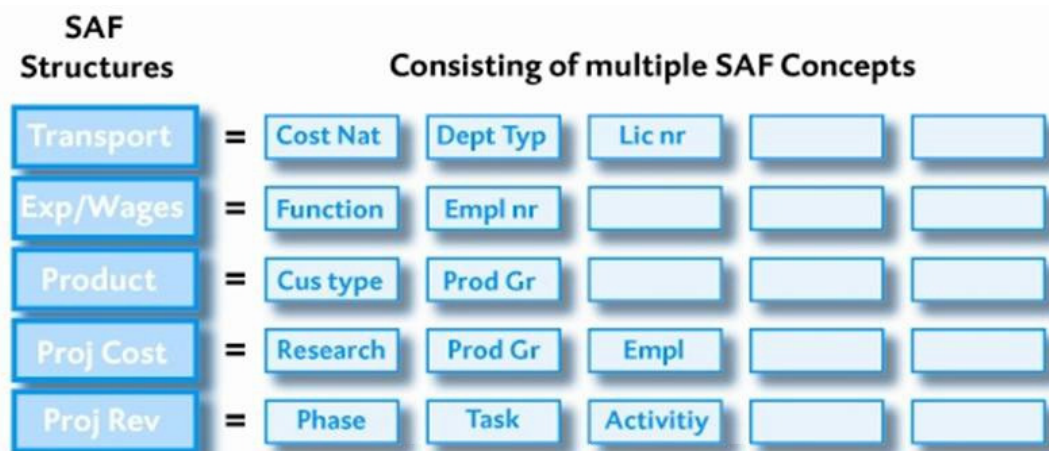 SAF
Structures
Consisting of multiple SAF Concepts
Transport = Cost Nat Dept Typ Lic nr
Exp/Wages = Function Empl nr
Product = Cus type Prod Gr
Proj Cost = Research Prod Gr Empl
Proj Rev = Phase Task Activitiy